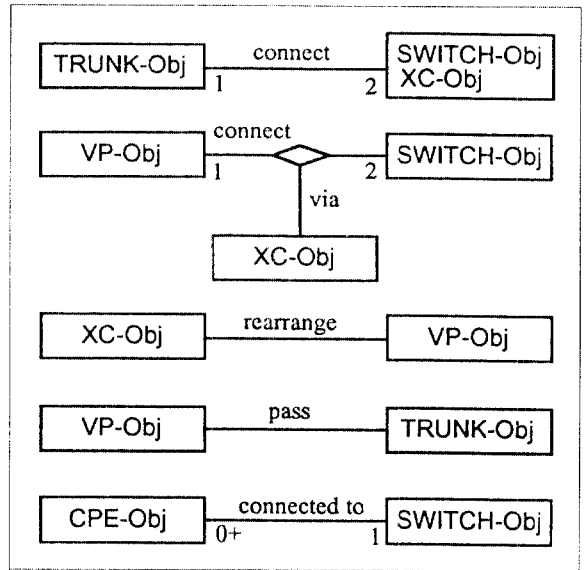 TRUNK-Obj
connect
1
2
SWITCH-Obj
XC-Obj
VP-Obj
connect
1
2
SWITCH-Obj
via
XC-Obj
XC-Obj
rearrange
VP-Obj
VP-Obj
pass
TRUNK-Obj
CPE-Obj
connected to
0+
1
SWITCH-Obj